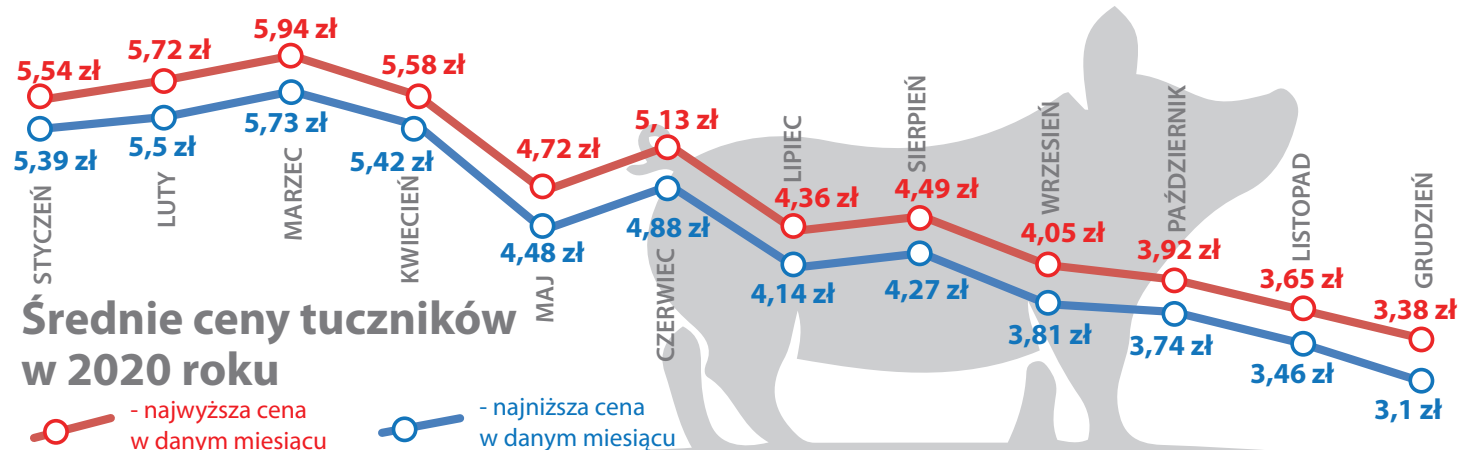 5,54 zł
5,72 zł
5,94 zł
5,58 zł
4,72 zł
5,13 zł
4,36 zł
4,49 zł
4,05 zł
3,92 zł
3,65 zł
3,38 zł
5,39 zł
5,5 zł
5,73 zł
5,42 zł
4,48 zł
4,88 zł
4,14 zł
4,27 zł
3,81 zł
3,74 zł
3,46 zł
3,1 zł
STYCZEŃ
LUTY
MARZEC
KWIECIEŃ
MAJ
CZERWIEC
LIPIEC
SIERPIEŃ
WRZESIEŃ
PAŹDZIERNIK
LISTOPAD
GRUDZIEŃ
Średnie ceny tuczników
w 2020 roku
- najwyższa cena
w danym miesiącu
- najniższa cena
w danym miesiącu